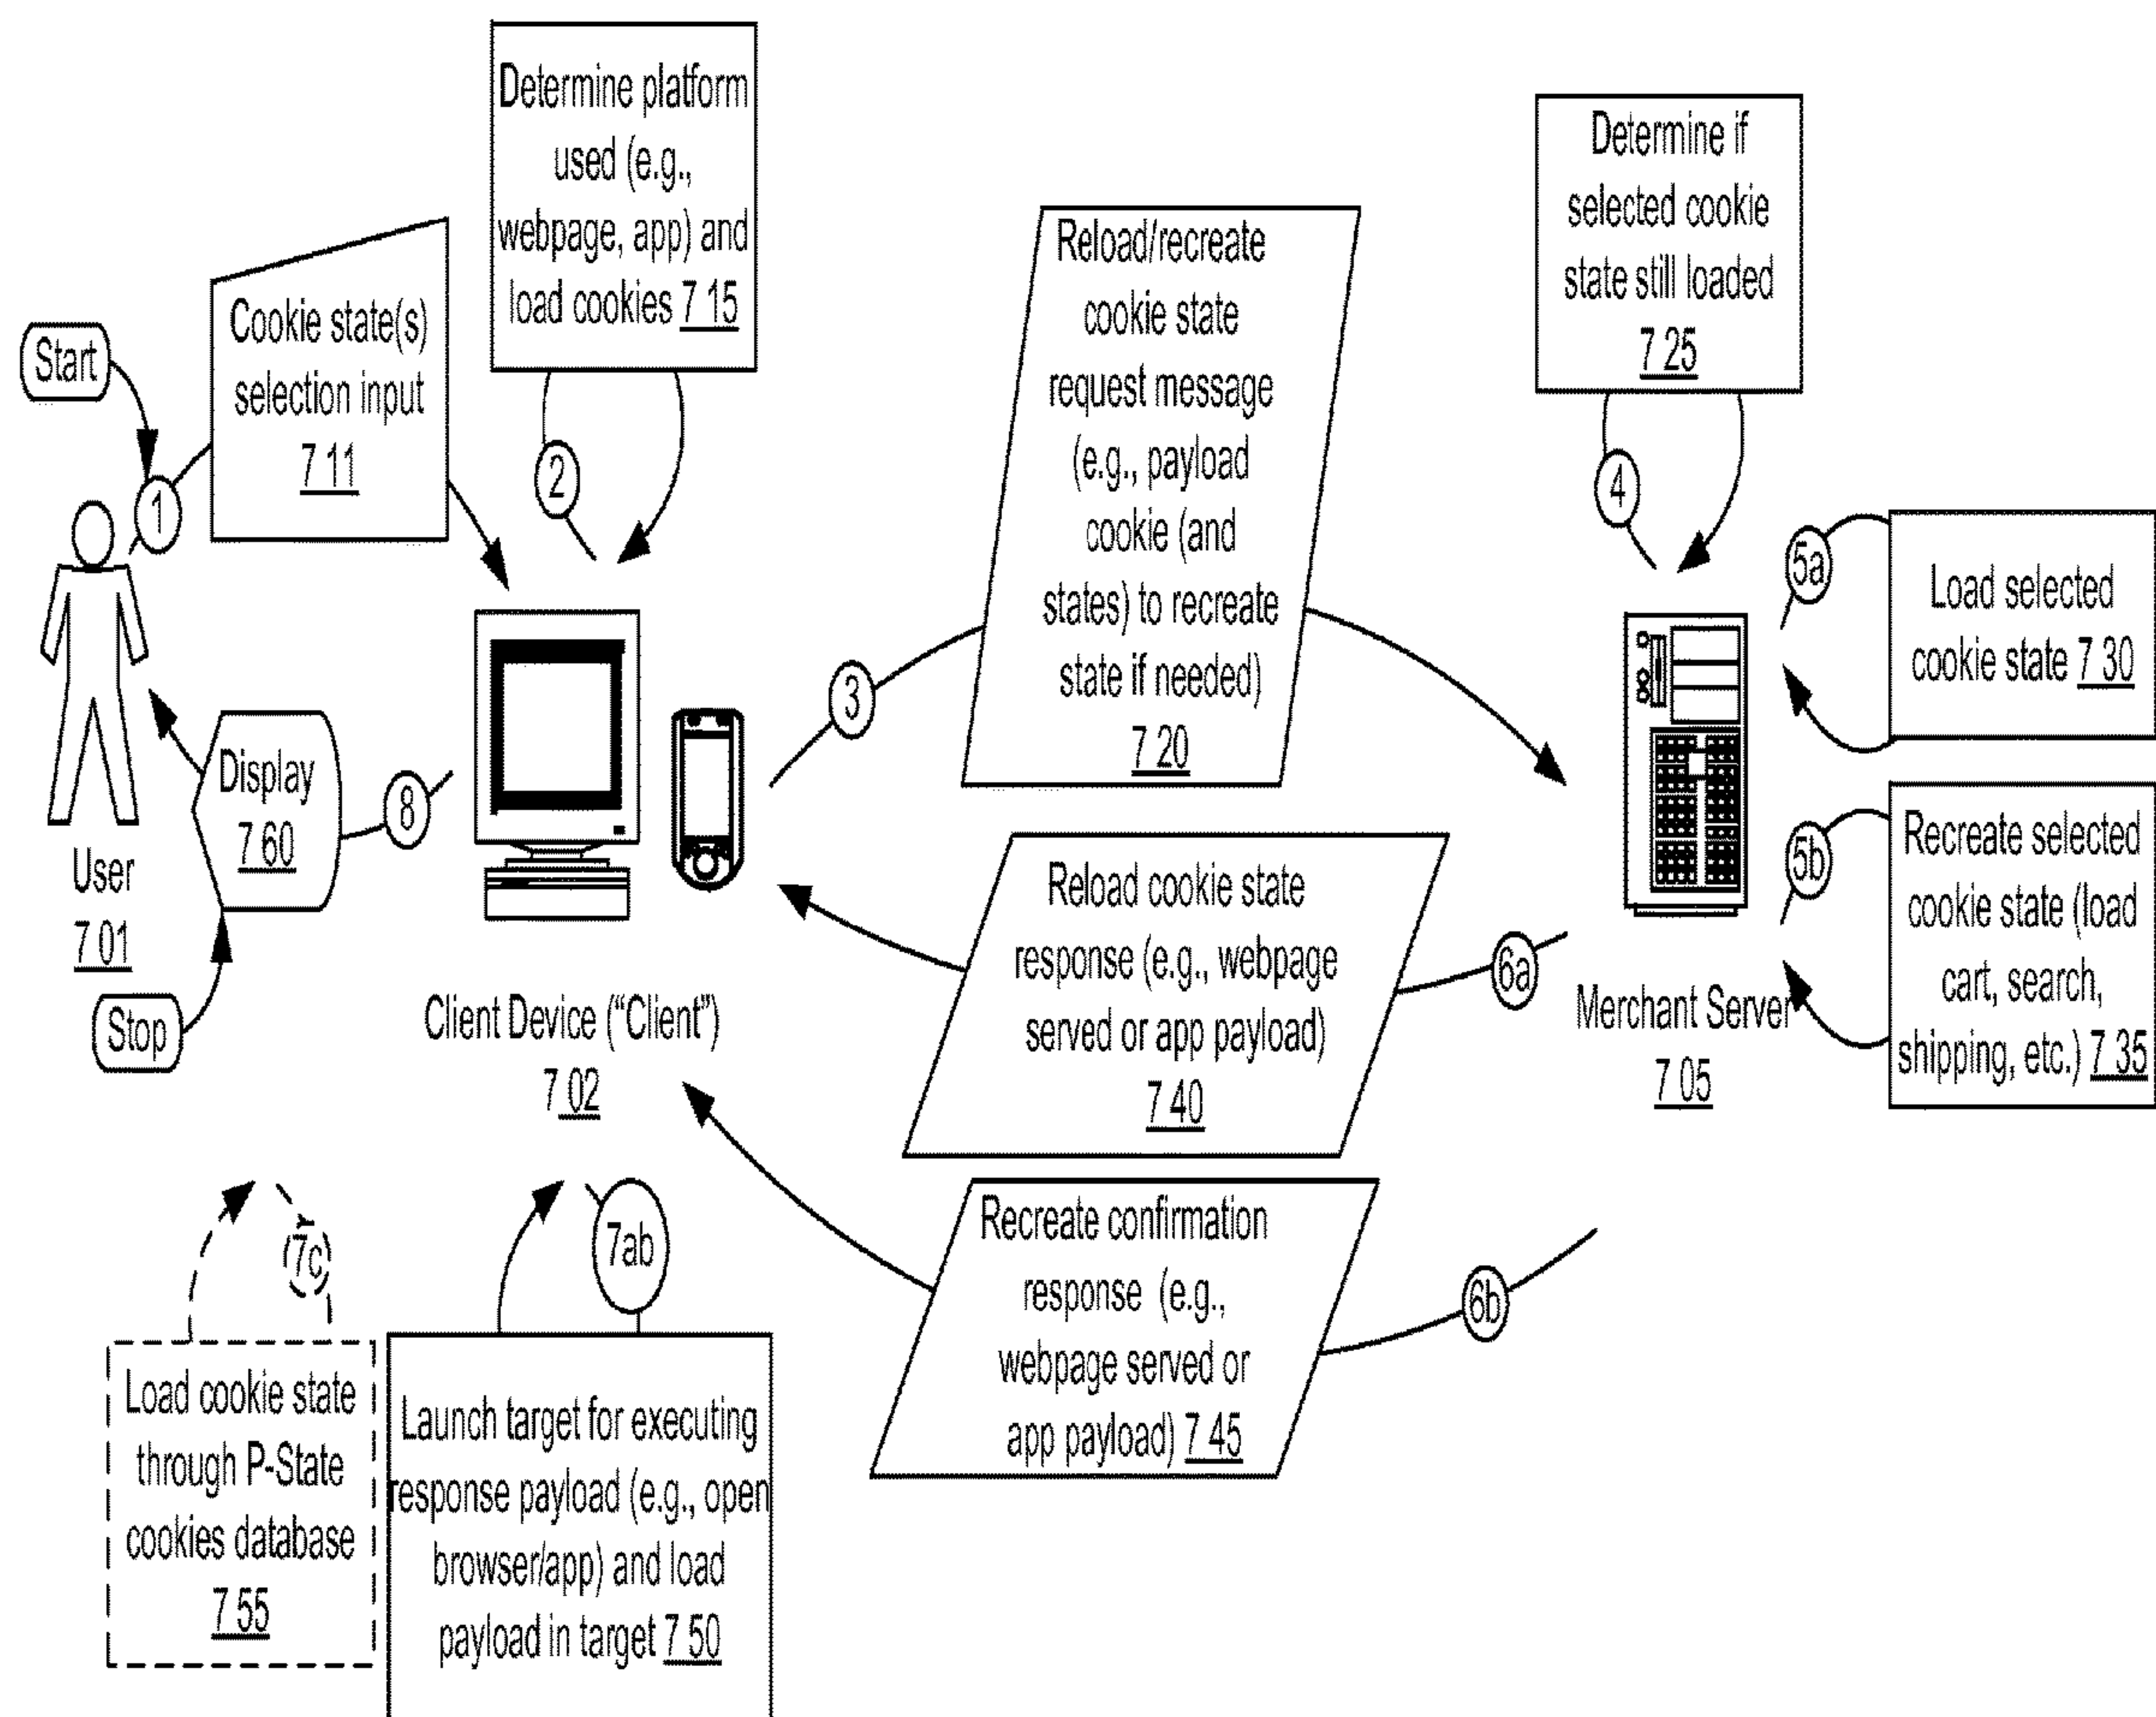 Start
1
Cookie state(s)
selection input
7 11
Determine platform
used (e.g.,
webpage, app) and
load cookies 7 15
2
Reload/recreate
cookie state
request message
(e.g., payload
cookie (and
states) to recreate
state if needed)
7 20
3
Determine if
selected cookie
state still loaded
7 25
4
5a
Load selected
cookie state 7 30
5b
Recreate selected
cookie state (load
cart, search,
shipping, etc.) 7 35
User
7 01
Display
7 60
8
Stop
Client Device ("Client")
7 02
Reload cookie state
response (e.g., webpage
served or app payload)
7 40
6a
Merchant Server
7 05
Recreate confirmation
response (e.g.,
webpage served or
app payload) 7 45
6b
7c
7ab
Load cookie state
through P-State
cookies database
7 55
Launch target for executing
response payload (e.g., open
browser/app) and load
payload in target 7 50